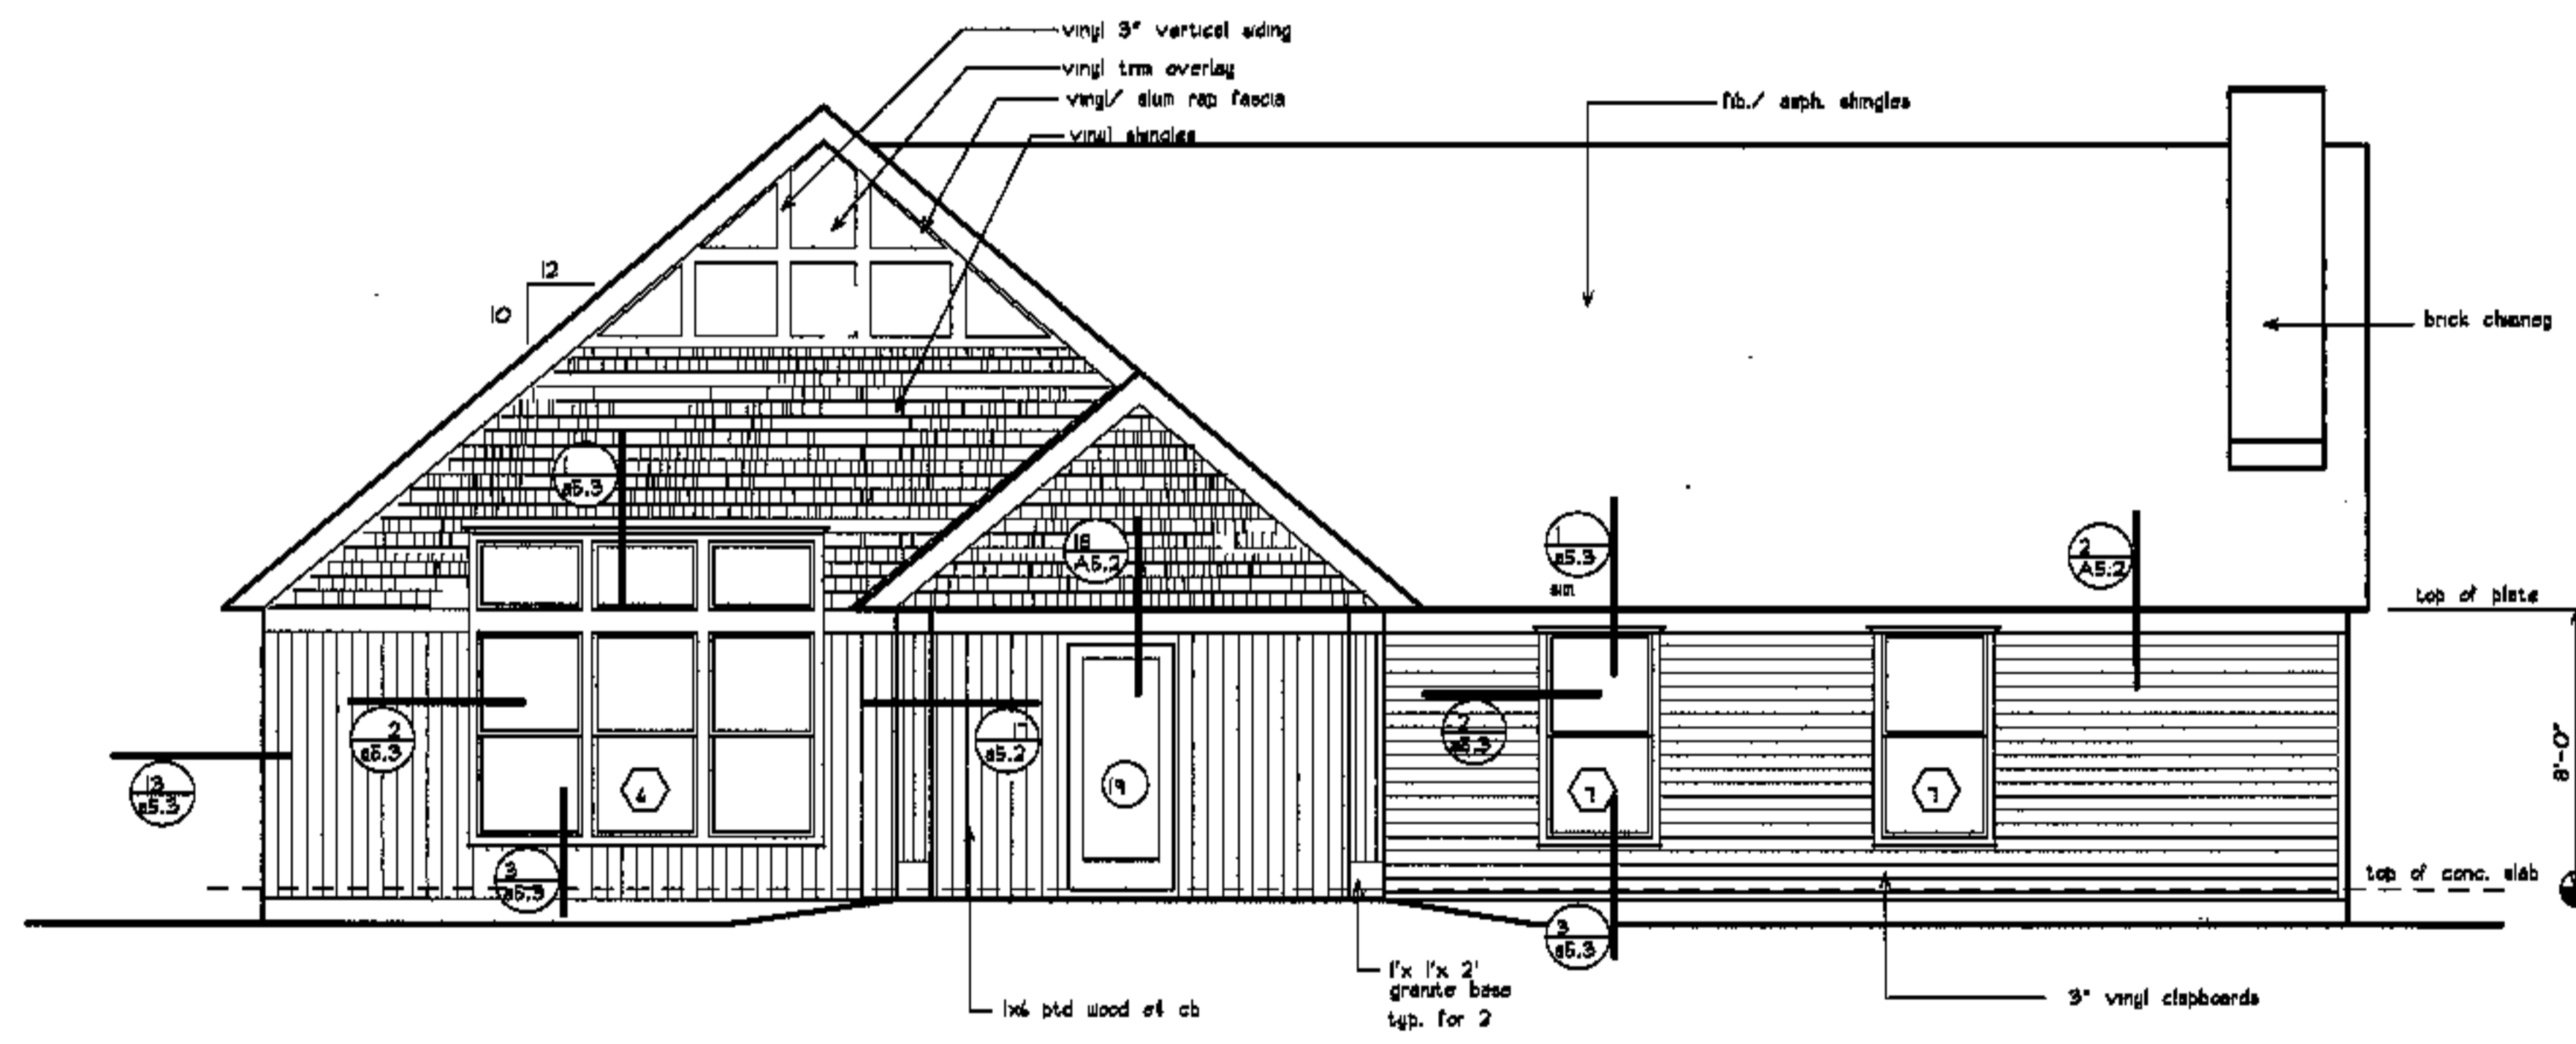 vinyl 3" vertical siding
vinyl trim overlay
vinyl/ alum rap fascia
vinyl shingles
fib./ asph. shingles
12
10
brick chimney
1
a5.3
18
A5.2
1
a5.3
sim
2
A5.2
top of plate
2
a5.3
17
a5.2
2
a5.3
8'-0"
13
a5.3
6
19
7
7
3
a5.3
top of conc. slab
3
a5.3
1'x 1'x 2'
granite base
typ. for 2
1x6 ptd wood
3" vinyl clapboards